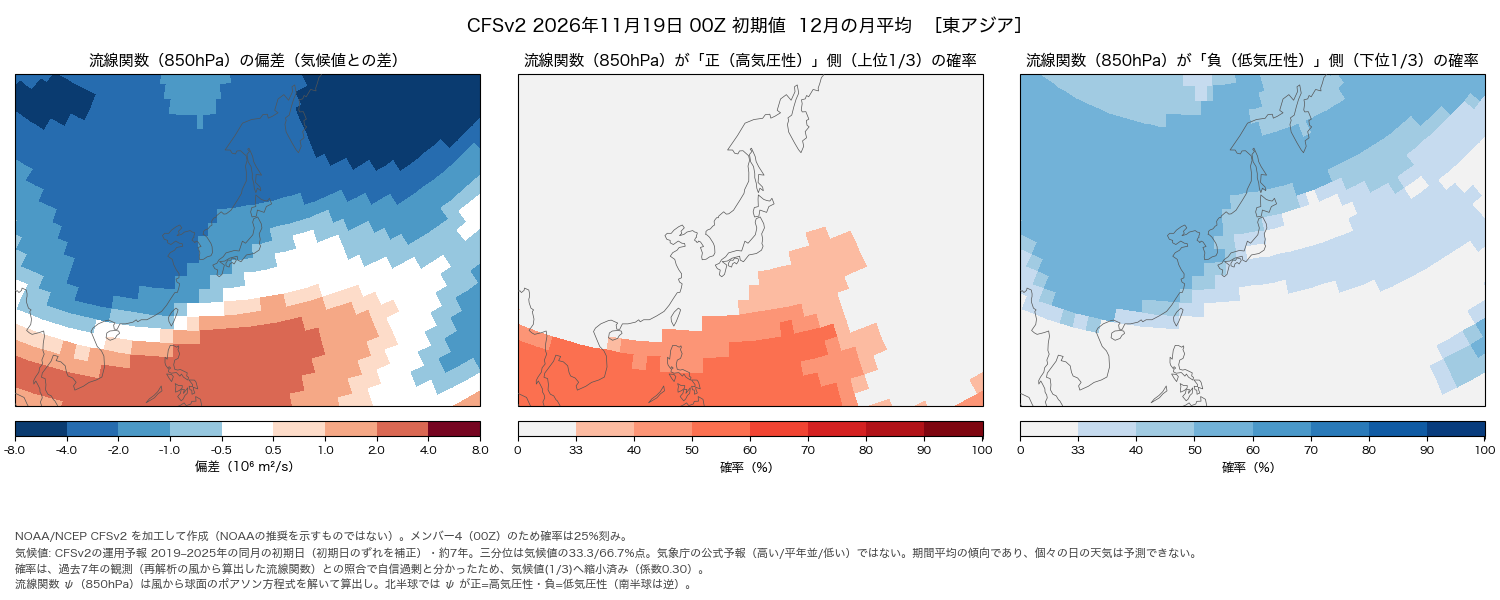 CFSv2 2026年11月19日 00Z 初期値  12月の月平均  ［東アジア］
流線関数（850hPa）の偏差（気候値との差）
流線関数（850hPa）が「正（高気圧性）」側（上位1/3）の確率
流線関数（850hPa）が「負（低気圧性）」側（下位1/3）の確率
-8.0 -4.0 -2.0 -1.0 -0.5 0.5 1.0 2.0 4.0 8.0
偏差（10⁶ m²/s）
0 33 40 50 60 70 80 90 100
確率（%）
0 33 40 50 60 70 80 90 100
確率（%）
NOAA/NCEP CFSv2 を加工して作成（NOAAの推奨を示すものではない）。メンバー4（00Z）のため確率は25%刻み。
気候値: CFSv2の運用予報 2019–2025年の同月の初期日（初期日のずれを補正）・約7年。三分位は気候値の33.3/66.7%点。気象庁の公式予報（高い/平年並/低い）ではない。期間平均の傾向であり、個々の日の天気は予測できない。
確率は、過去7年の観測（再解析の風から算出した流線関数）との照合で自信過剰と分かったため、気候値(1/3)へ縮小済み（係数0.30）。
流線関数 ψ（850hPa）は風から球面のポアソン方程式を解いて算出し。北半球では ψ が正=高気圧性・負=低気圧性（南半球は逆）。